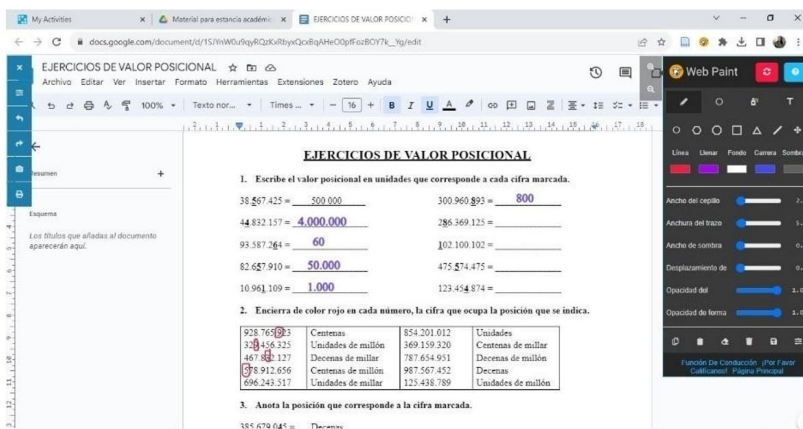 My Activities
Material para estancia académic
EJERCICIOS DE VALOR POSICIO
docs.google.com/document/d/
/edit
EJERCICIOS DE VALOR POSICIONAL
Archivo Editar Ver Insertar Formato Herramientas Extensiones Zotero Ayuda
100% Texto nor... Times ... 16 B I U A
Resumen
Esquema
Los títulos que añadas al documento
aparecerán aquí.
EJERCICIOS DE VALOR POSICIONAL
1. Escribe el valor posicional en unidades que corresponde a cada cifra marcada.
38.567.425 = 500 000 300.960.893 = 800
44.832.157 = 4.000.000 286.369.125 =
93.587.264 = 60 102.100.102 =
82.657.910 = 50.000 475.574.475 =
10.961.109 = 1.000 123.454.874 =
2. Encierra de color rojo en cada número, la cifra que ocupa la posición que se indica.
928.765.923 Centenas 854.201.012 Unidades
323.456.325 Unidades de millón 369.159.320 Centenas de millar
467.832.127 Decenas de millar 787.654.951 Decenas de millón
578.912.656 Centenas de millón 987.567.452 Decenas
696.243.517 Unidades de millar 125.438.789 Unidades de millón
3. Anota la posición que corresponde a la cifra marcada.
385.679.045 = Decenas
Web Paint
Línea Llenar Fondo Carrera Sombra
Ancho del cepillo
Anchura del trazo
Ancho de sombra
Desplazamiento de
Opacidad del
Opacidad de forma
Función De Conducción ¡Por Favor
Califícanos! Página Principal